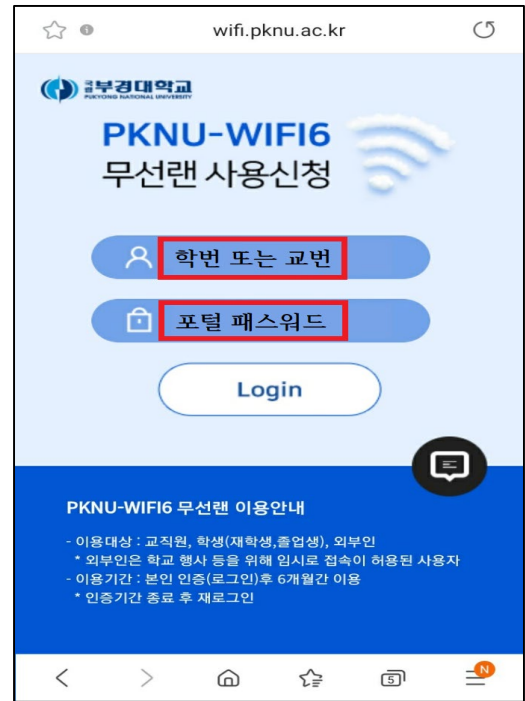 wifi.pknu.ac.kr
국립부경대학교
PUKYONG NATIONAL UNIVERSITY
PKNU-WIFI6
무선랜 사용신청
학번 또는 교번
포털 패스워드
Login
PKNU-WIFI6 무선랜 이용안내
- 이용대상 : 교직원, 학생(재학생,졸업생), 외부인
* 외부인은 학교 행사 등을 위해 임시로 접속이 허용된 사용자
- 이용기간 : 본인 인증(로그인)후 6개월간 이용
* 인증기간 종료 후 재로그인
5
N